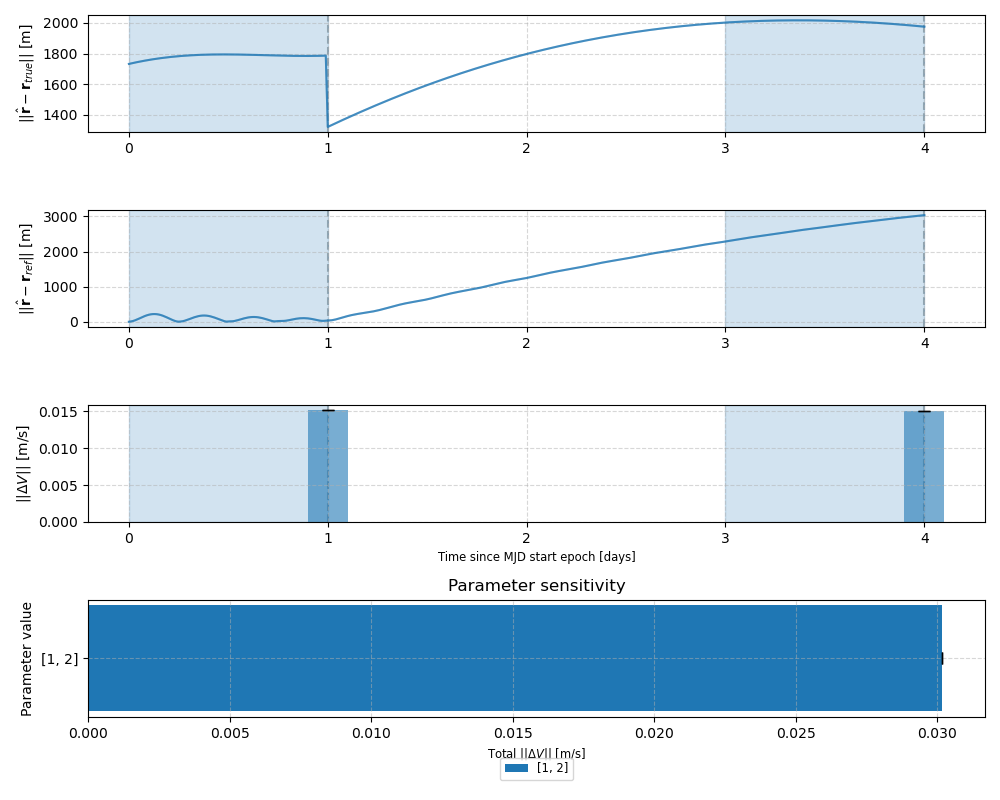 ||r̂ − r_true|| [m]
2000
1800
1600
1400
0 1 2 3 4
||r̂ − r_ref|| [m]
3000
2000
1000
0
0 1 2 3 4
||ΔV|| [m/s]
0.015
0.010
0.005
0.000
0 1 2 3 4
Time since MJD start epoch [days]
Parameter sensitivity
Parameter value
[1, 2]
0.000 0.005 0.010 0.015 0.020 0.025 0.030
Total ||ΔV|| [m/s]
[1, 2]